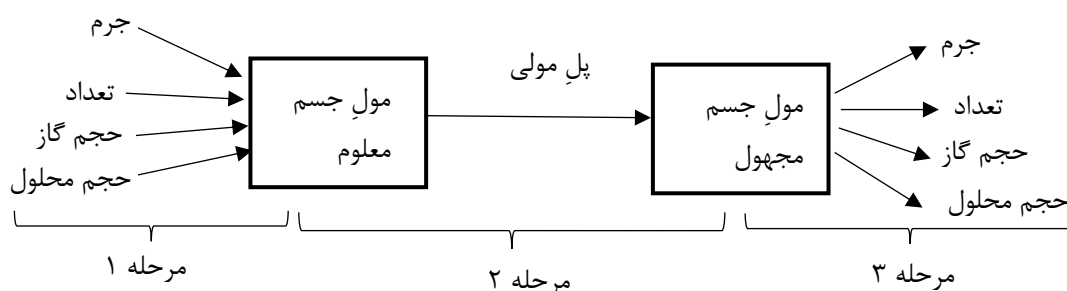 جرم
تعداد
حجم گاز
حجم محلول
مولِ جسم
معلوم
پلِ مولی
مولِ جسم
مجهول
جرم
تعداد
حجم گاز
حجم محلول
مرحله ۱
مرحله ۲
مرحله ۳